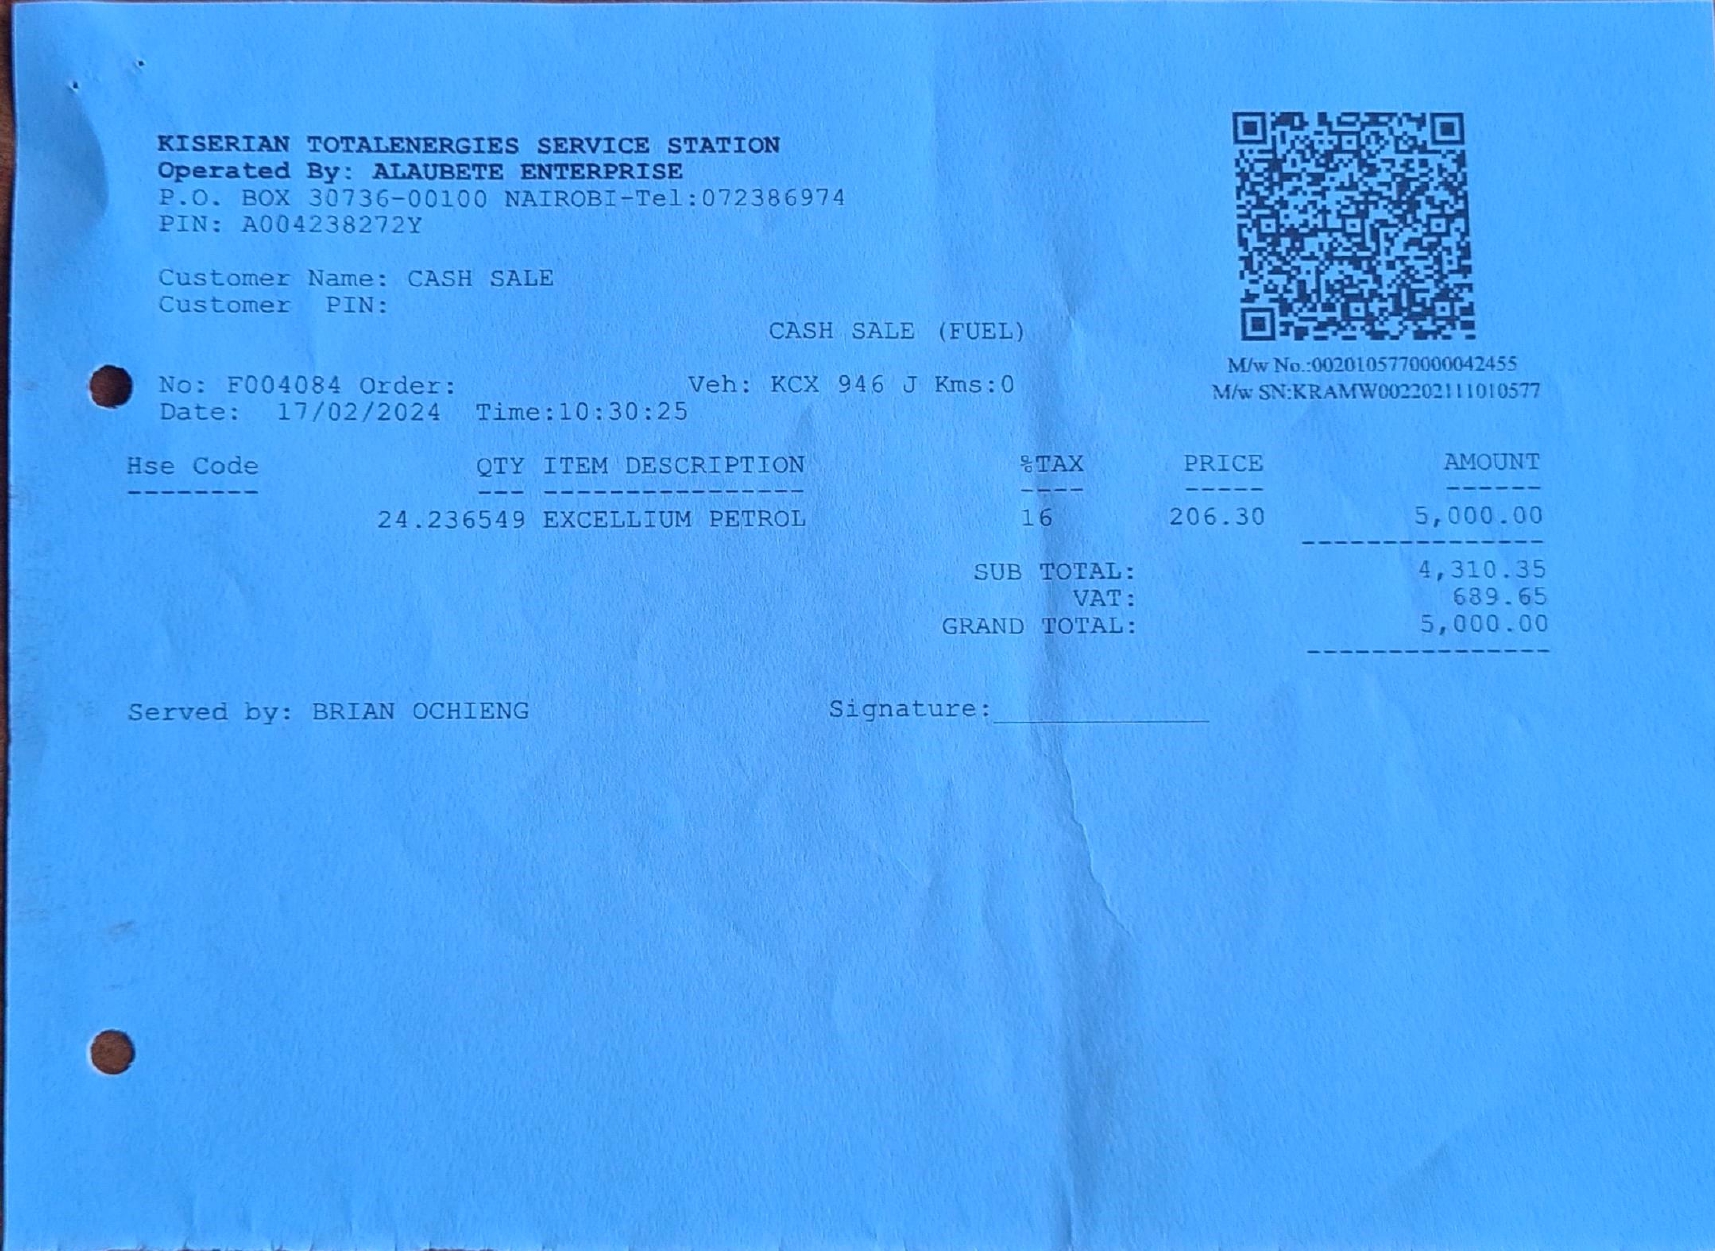 KISERIAN TOTALENERGIES SERVICE STATION
Operated By: ALAUBETE ENTERPRISE
P.O. BOX 30736-00100 NAIROBI-Tel:072386974
PIN: A004238272Y
Customer Name: CASH SALE
Customer PIN:
CASH SALE (FUEL)
M/w No.:0020105770000042455
M/w SN:KRAMW002202111010577
No: F004084 Order: Veh: KCX 946 J Kms:0
Date: 17/02/2024 Time:10:30:25
Hse Code QTY ITEM DESCRIPTION %TAX PRICE AMOUNT
24.236549 EXCELLIUM PETROL 16 206.30 5,000.00
SUB TOTAL: 4,310.35
VAT: 689.65
GRAND TOTAL: 5,000.00
Served by: BRIAN OCHIENG Signature: